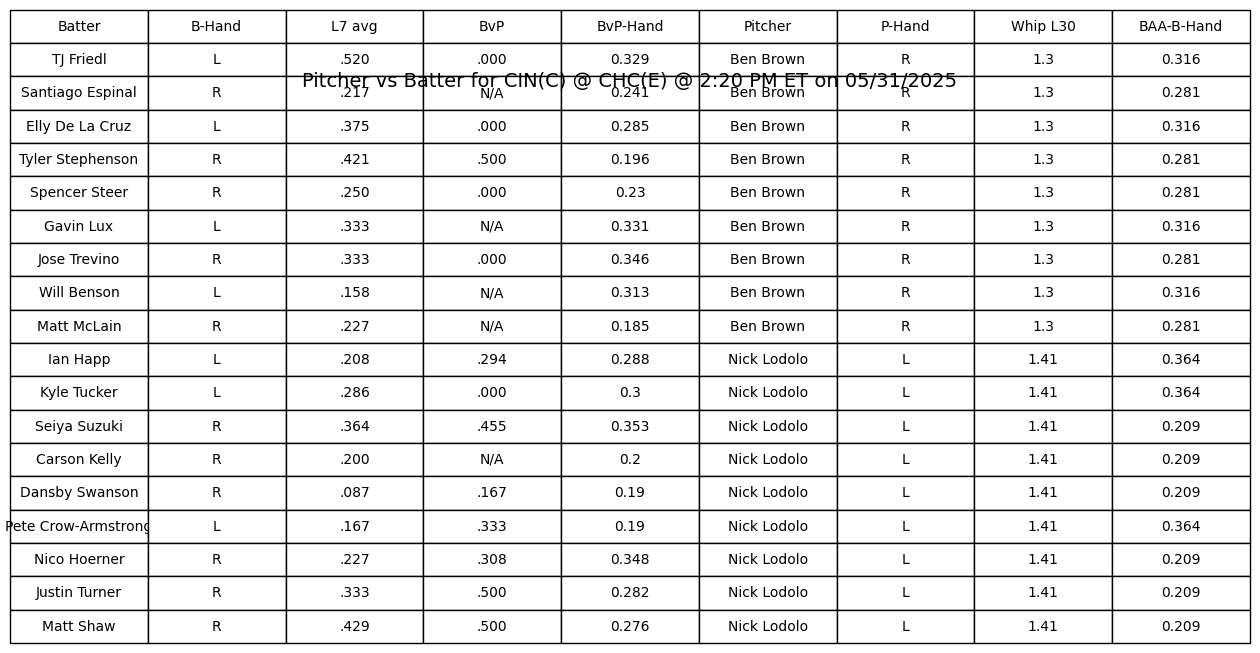 Batter B-Hand L7 avg BvP BvP-Hand Pitcher P-Hand Whip L30 BAA-B-Hand
TJ Friedl L .520 .000 0.329 Ben Brown R 1.3 0.316
Pitcher vs Batter for CIN(C) @ CHC(E) @ 2:20 PM ET on 05/31/2025
Santiago Espinal R .217 N/A 0.241 Ben Brown R 1.3 0.281
Elly De La Cruz L .375 .000 0.285 Ben Brown R 1.3 0.316
Tyler Stephenson R .421 .500 0.196 Ben Brown R 1.3 0.281
Spencer Steer R .250 .000 0.23 Ben Brown R 1.3 0.281
Gavin Lux L .333 N/A 0.331 Ben Brown R 1.3 0.316
Jose Trevino R .333 .000 0.346 Ben Brown R 1.3 0.281
Will Benson L .158 N/A 0.313 Ben Brown R 1.3 0.316
Matt McLain R .227 N/A 0.185 Ben Brown R 1.3 0.281
Ian Happ L .208 .294 0.288 Nick Lodolo L 1.41 0.364
Kyle Tucker L .286 .000 0.3 Nick Lodolo L 1.41 0.364
Seiya Suzuki R .364 .455 0.353 Nick Lodolo L 1.41 0.209
Carson Kelly R .200 N/A 0.2 Nick Lodolo L 1.41 0.209
Dansby Swanson R .087 .167 0.19 Nick Lodolo L 1.41 0.209
Pete Crow-Armstrong L .167 .333 0.19 Nick Lodolo L 1.41 0.364
Nico Hoerner R .227 .308 0.348 Nick Lodolo L 1.41 0.209
Justin Turner R .333 .500 0.282 Nick Lodolo L 1.41 0.209
Matt Shaw R .429 .500 0.276 Nick Lodolo L 1.41 0.209